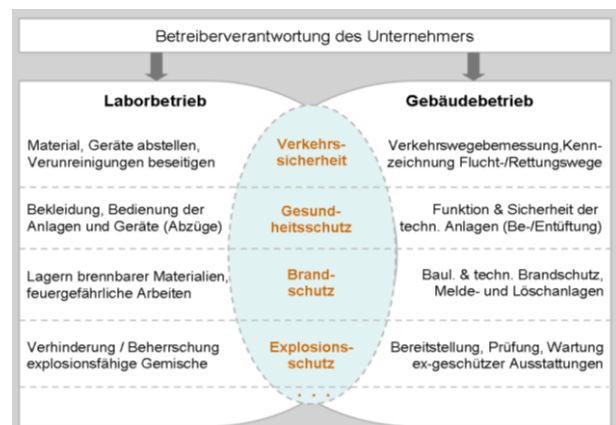 Betreiberverantwortung des Unternehmers
Laborbetrieb
Gebäudebetrieb
Material, Geräte abstellen,
Verunreinigungen beseitigen
Verkehrs-
sicherheit
Verkehrswegebemessung,Kenn-
zeichnung Flucht-/Rettungswege
Bekleidung, Bedienung der
Anlagen und Geräte (Abzüge)
Gesund-
heitsschutz
Funktion & Sicherheit der
techn. Anlagen (Be-/Entüftung)
Lagern brennbarer Materialien,
feuergefährliche Arbeiten
Brand-
schutz
Baul. & techn. Brandschutz,
Melde- und Löschanlagen
Verhinderung / Beherrschung
explosionsfähige Gemische
Explosions-
schutz
Bereitstellung, Prüfung, Wartung
ex-geschützer Ausstattungen
. . .